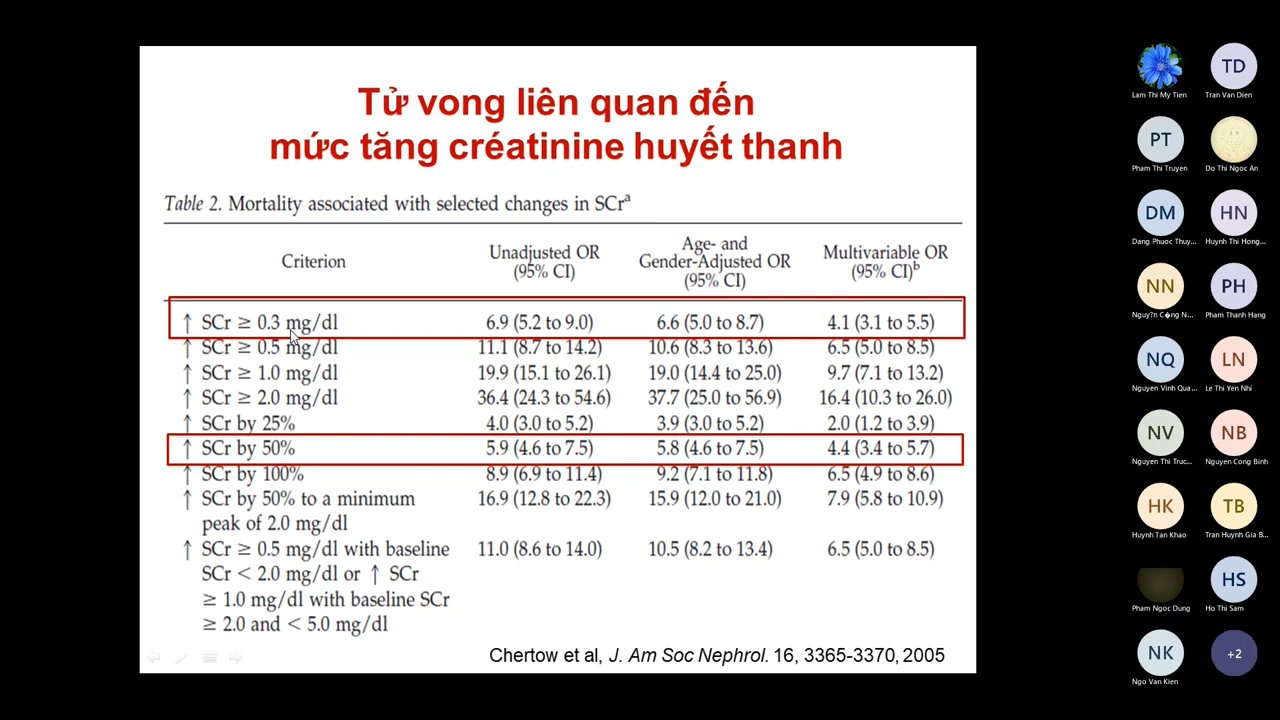 Tử vong liên quan đến
mức tăng créatinine huyết thanh
Table 2. Mortality associated with selected changes in SCrᵃ
Criterion
Unadjusted OR
(95% CI)
Age- and
Gender-Adjusted OR
(95% CI)
Multivariable OR
(95% CI)ᵇ
↑ SCr ≥ 0.3 mg/dl 6.9 (5.2 to 9.0) 6.6 (5.0 to 8.7) 4.1 (3.1 to 5.5)
↑ SCr ≥ 0.5 mg/dl 11.1 (8.7 to 14.2) 10.6 (8.3 to 13.6) 6.5 (5.0 to 8.5)
↑ SCr ≥ 1.0 mg/dl 19.9 (15.1 to 26.1) 19.0 (14.4 to 25.0) 9.7 (7.1 to 13.2)
↑ SCr ≥ 2.0 mg/dl 36.4 (24.3 to 54.6) 37.7 (25.0 to 56.9) 16.4 (10.3 to 26.0)
↑ SCr by 25% 4.0 (3.0 to 5.2) 3.9 (3.0 to 5.2) 2.0 (1.2 to 3.9)
↑ SCr by 50% 5.9 (4.6 to 7.5) 5.8 (4.6 to 7.5) 4.4 (3.4 to 5.7)
↑ SCr by 100% 8.9 (6.9 to 11.4) 9.2 (7.1 to 11.8) 6.5 (4.9 to 8.6)
↑ SCr by 50% to a minimum 16.9 (12.8 to 22.3) 15.9 (12.0 to 21.0) 7.9 (5.8 to 10.9)
peak of 2.0 mg/dl
↑ SCr ≥ 0.5 mg/dl with baseline 11.0 (8.6 to 14.0) 10.5 (8.2 to 13.4) 6.5 (5.0 to 8.5)
SCr < 2.0 mg/dl or ↑ SCr
≥ 1.0 mg/dl with baseline SCr
≥ 2.0 and < 5.0 mg/dl
Chertow et al, J. Am Soc Nephrol. 16, 3365-3370, 2005
TD
Lam Thi My Tien Tran Van Dien
PT
Pham Thi Truyen Do Thi Ngoc An
DM HN
Dang Phuoc Thuy... Huynh Thi Hong...
NN PH
Nguy?n C�ng N... Pham Thanh Hang
NQ LN
Nguyen Vinh Qua... Le Thi Yen Nhi
NV NB
Nguyen Thi Truc... Nguyen Cong Binh
HK TB
Huynh Tan Khao Tran Huynh Gia B...
HS
Pham Ngoc Dung Ho Thi Sam
NK +2
Ngo Van Kien